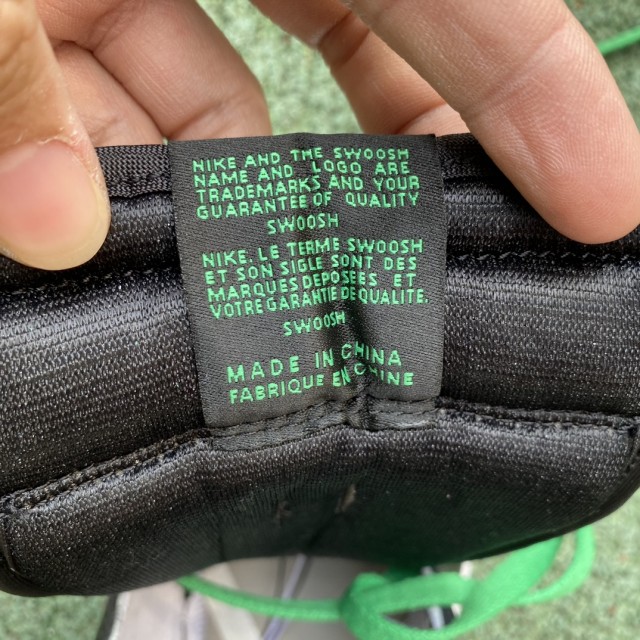 NIKE AND THE SWOOSH
NAME AND LOGO ARE
TRADEMARKS AND YOUR
GUARANTEE OF QUALITY
SWOOSH
NIKE. LE TERME SWOOSH
ET SON SIGLE SONT DES
MARQUES DEPOSEES ET
VOTRE GARANTIE DE QUALITE.
SWOOSH
MADE IN CHINA
FABRIQUE EN CHINE